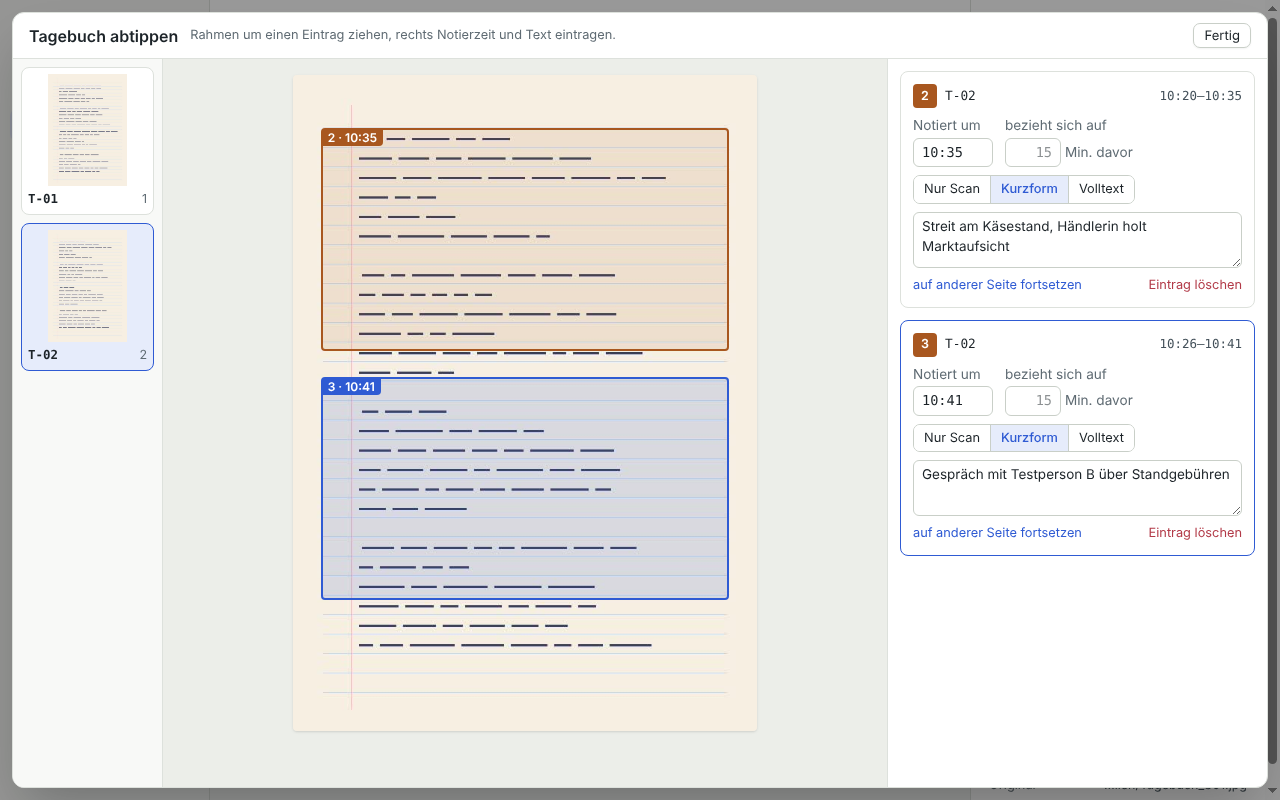 Tagebuch abtippen
Rahmen um einen Eintrag ziehen, rechts Notierzeit und Text eintragen.
Fertig
T-01 1
T-02 2
2 · 10:35
3 · 10:41
2 T-02 10:20–10:35
Notiert um bezieht sich auf
10:35 15 Min. davor
Nur Scan Kurzform Volltext
Streit am Käsestand, Händlerin holt
Marktaufsicht
auf anderer Seite fortsetzen Eintrag löschen
3 T-02 10:26–10:41
Notiert um bezieht sich auf
10:41 15 Min. davor
Nur Scan Kurzform Volltext
Gespräch mit Testperson B über Standgebühren
auf anderer Seite fortsetzen Eintrag löschen